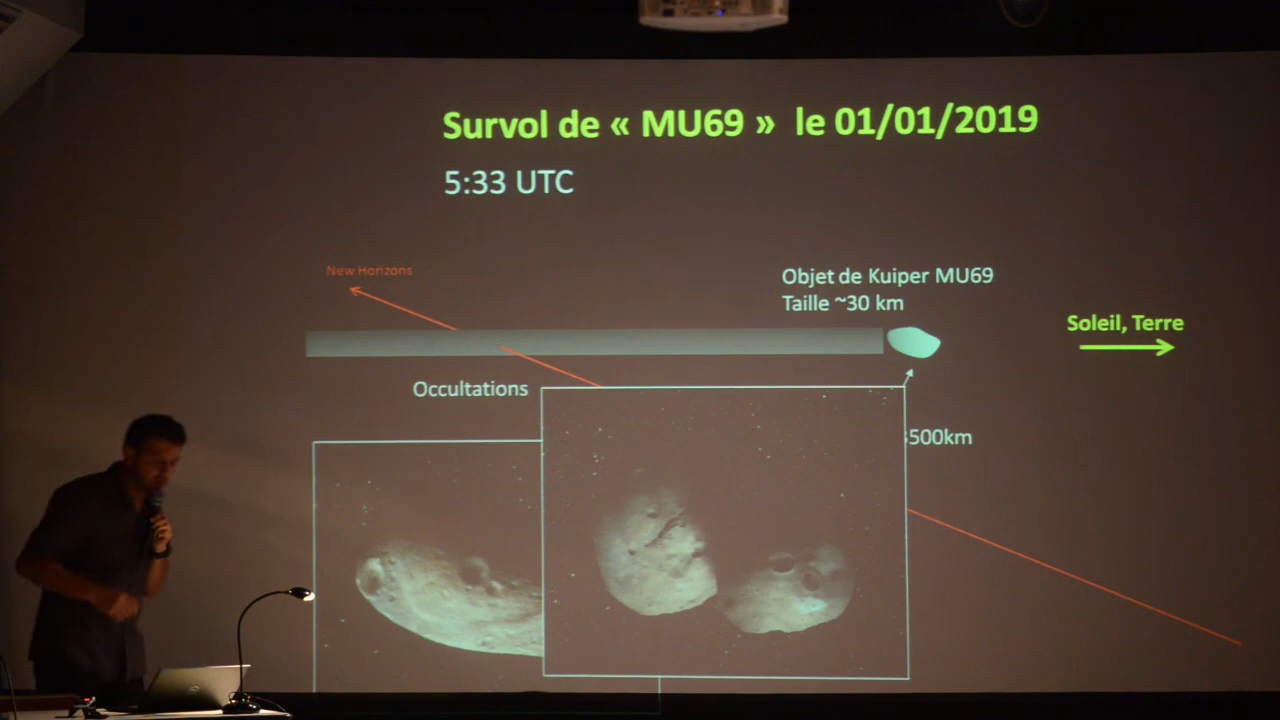 Survol de « MU69 » le 01/01/2019
5:33 UTC
New Horizons
Objet de Kuiper MU69
Taille ~30 km
Soleil, Terre
Occultations
500km